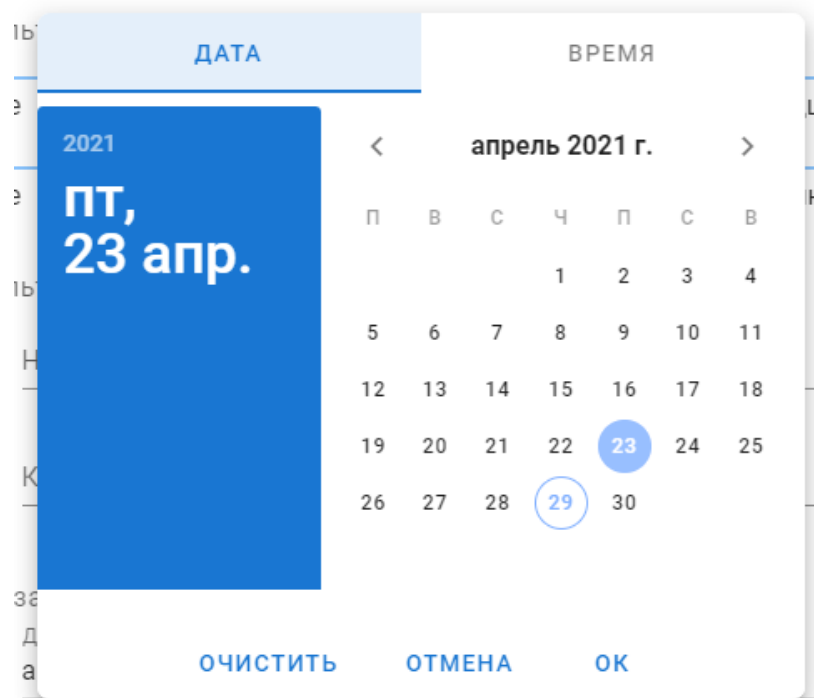 ДАТА ВРЕМЯ
2021
пт,
23 апр.
апрель 2021 г.
П В С Ч П С В
1 2 3 4
5 6 7 8 9 10 11
12 13 14 15 16 17 18
19 20 21 22 23 24 25
26 27 28 29 30
ОЧИСТИТЬ ОТМЕНА ОК